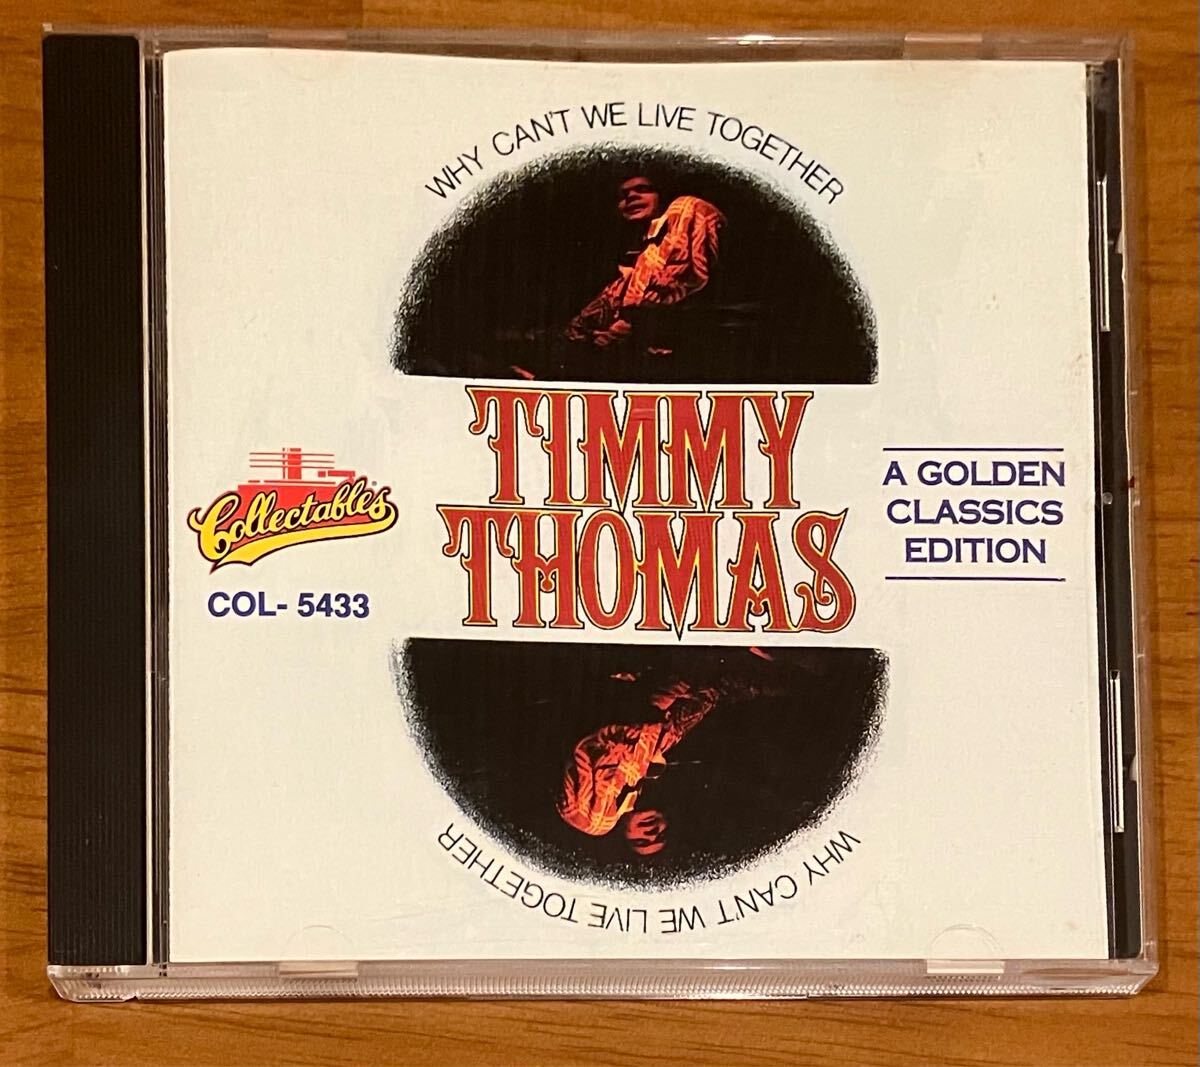 WHY CAN'T WE LIVE TOGETHER
TIMMY
THOMAS
Collectables
COL- 5433
A GOLDEN
CLASSICS
EDITION
WHY CAN'T WE LIVE TOGETHER